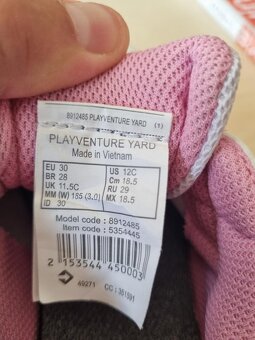 8912485 PLAYVENTURE YARD (1)
PLAYVENTURE YARD
Made in Vietnam
EU 30 US 12C
BR 28 Cm 18.5
UK 11.5C RU 29
MM (W) 185 (3.0) MX 18.5
ID 30
Model code : 8912485
Item code : 5354445
2 153544 450003
49271 CC : 361591